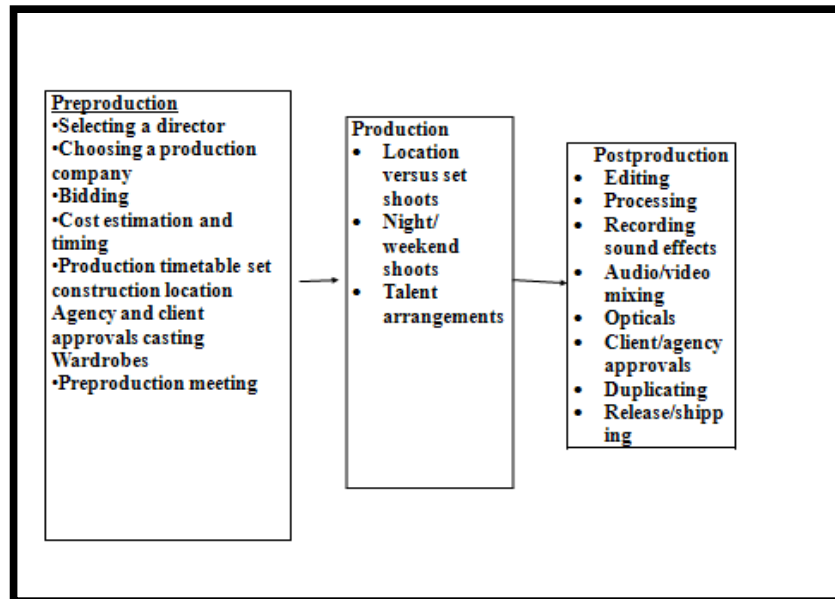 Preproduction
•Selecting a director
•Choosing a production
company
•Bidding
•Cost estimation and
timing
•Production timetable set
construction location
Agency and client
approvals casting
Wardrobes
•Preproduction meeting
Production
• Location
versus set
shoots
• Night/
weekend
shoots
• Talent
arrangements
Postproduction
• Editing
• Processing
• Recording
sound effects
• Audio/video
mixing
• Opticals
• Client/agency
approvals
• Duplicating
• Release/shipp
ing